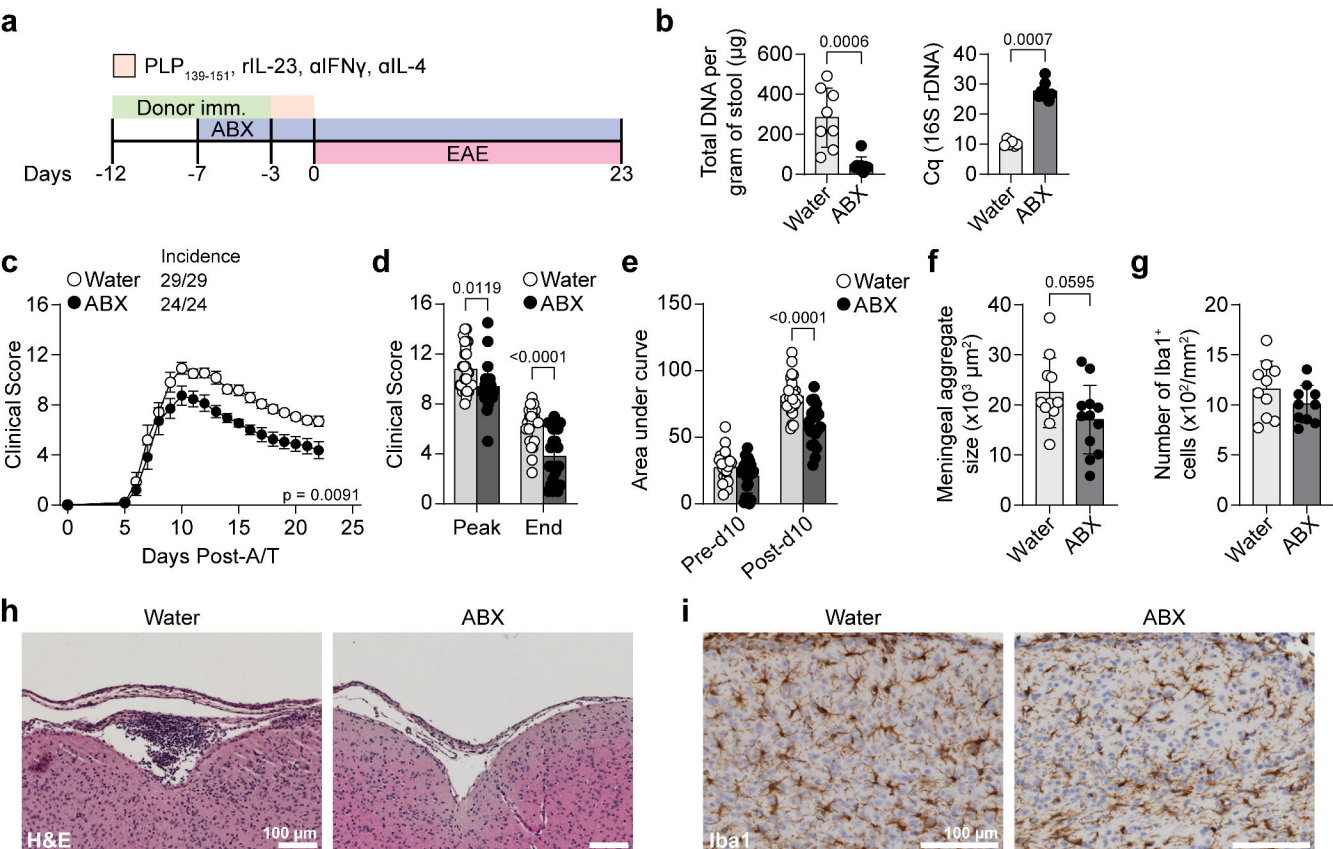 a
PLP139-151, rIL-23, αIFNγ, αIL-4
Donor imm.
ABX
EAE
Days -12 -7 -3 0 23
b
Total DNA per
gram of stool (µg)
600
400
200
0
0.0006
Water
ABX
Cq (16S rDNA)
40
30
20
10
0
0.0007
Water
ABX
c
Incidence
Water 29/29
ABX 24/24
Clinical Score
16
12
8
4
0
p = 0.0091
0 5 10 15 20 25
Days Post-A/T
d
Water
ABX
Clinical Score
16
12
8
4
0
0.0119
<0.0001
Peak End
e
Water
ABX
Area under curve
150
100
50
0
<0.0001
Pre-d10
Post-d10
f
Meningeal aggregate
size (x10³ µm²)
40
30
20
10
0
0.0595
Water
ABX
g
Number of Iba1⁺
cells (x10²/mm²)
20
15
10
5
0
Water
ABX
h
Water ABX
H&E
100 µm
i
Water ABX
Iba1
100 µm